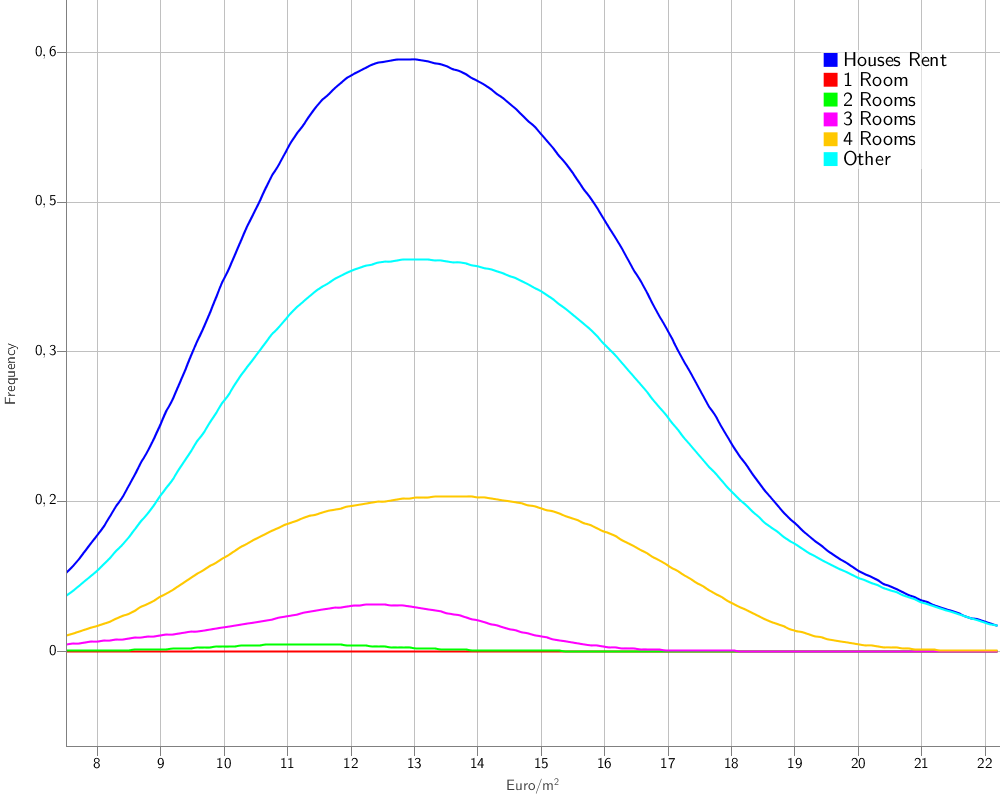 0,6
0,5
0,3
0,2
0
Frequency
8 9 10 11 12 13 14 15 16 17 18 19 20 21 22
Euro/m²
Houses Rent
1 Room
2 Rooms
3 Rooms
4 Rooms
Other